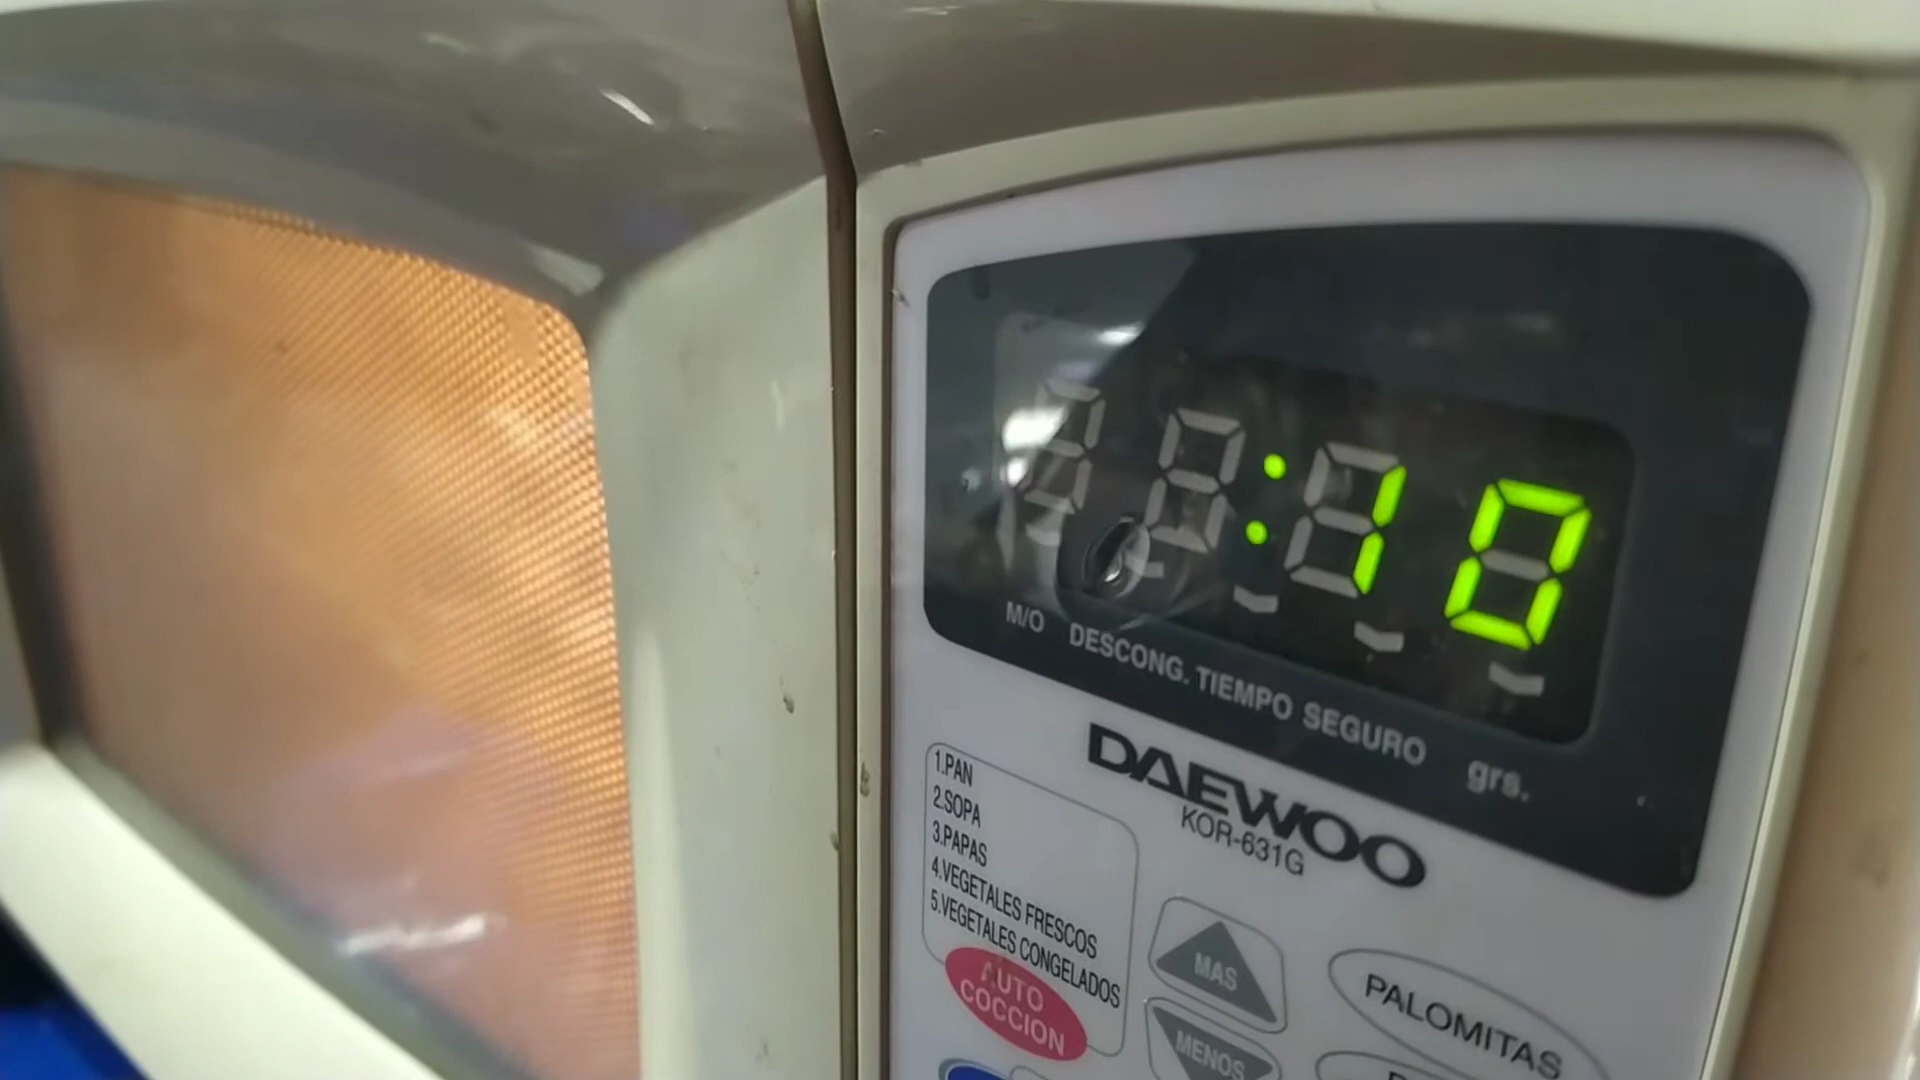 :10
M/O DESCONG. TIEMPO SEGURO grs.
DAEWOO
KOR-631G
1.PAN
2.SOPA
3.PAPAS
4.VEGETALES FRESCOS
5.VEGETALES CONGELADOS
AUTO
COCCION
MAS
MENOS
PALOMITAS